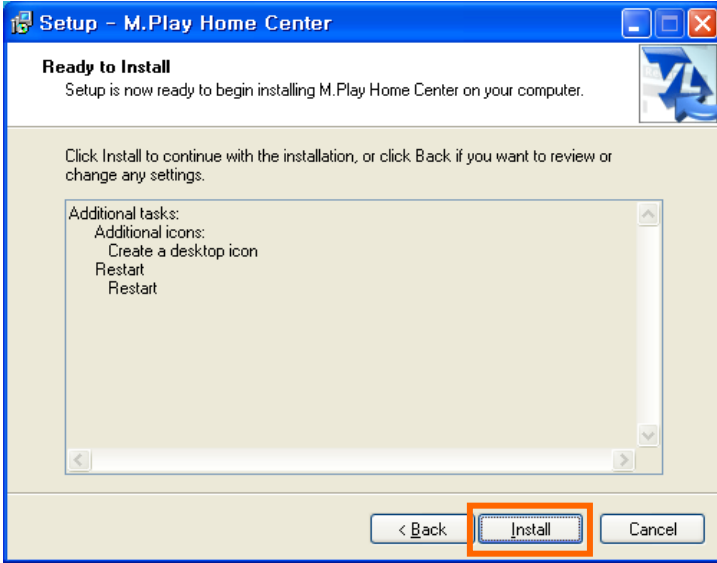 Setup - M.Play Home Center
Ready to Install
Setup is now ready to begin installing M.Play Home Center on your computer.
Click Install to continue with the installation, or click Back if you want to review or
change any settings.
Additional tasks:
Additional icons:
Create a desktop icon
Restart
Restart
< Back
Install
Cancel